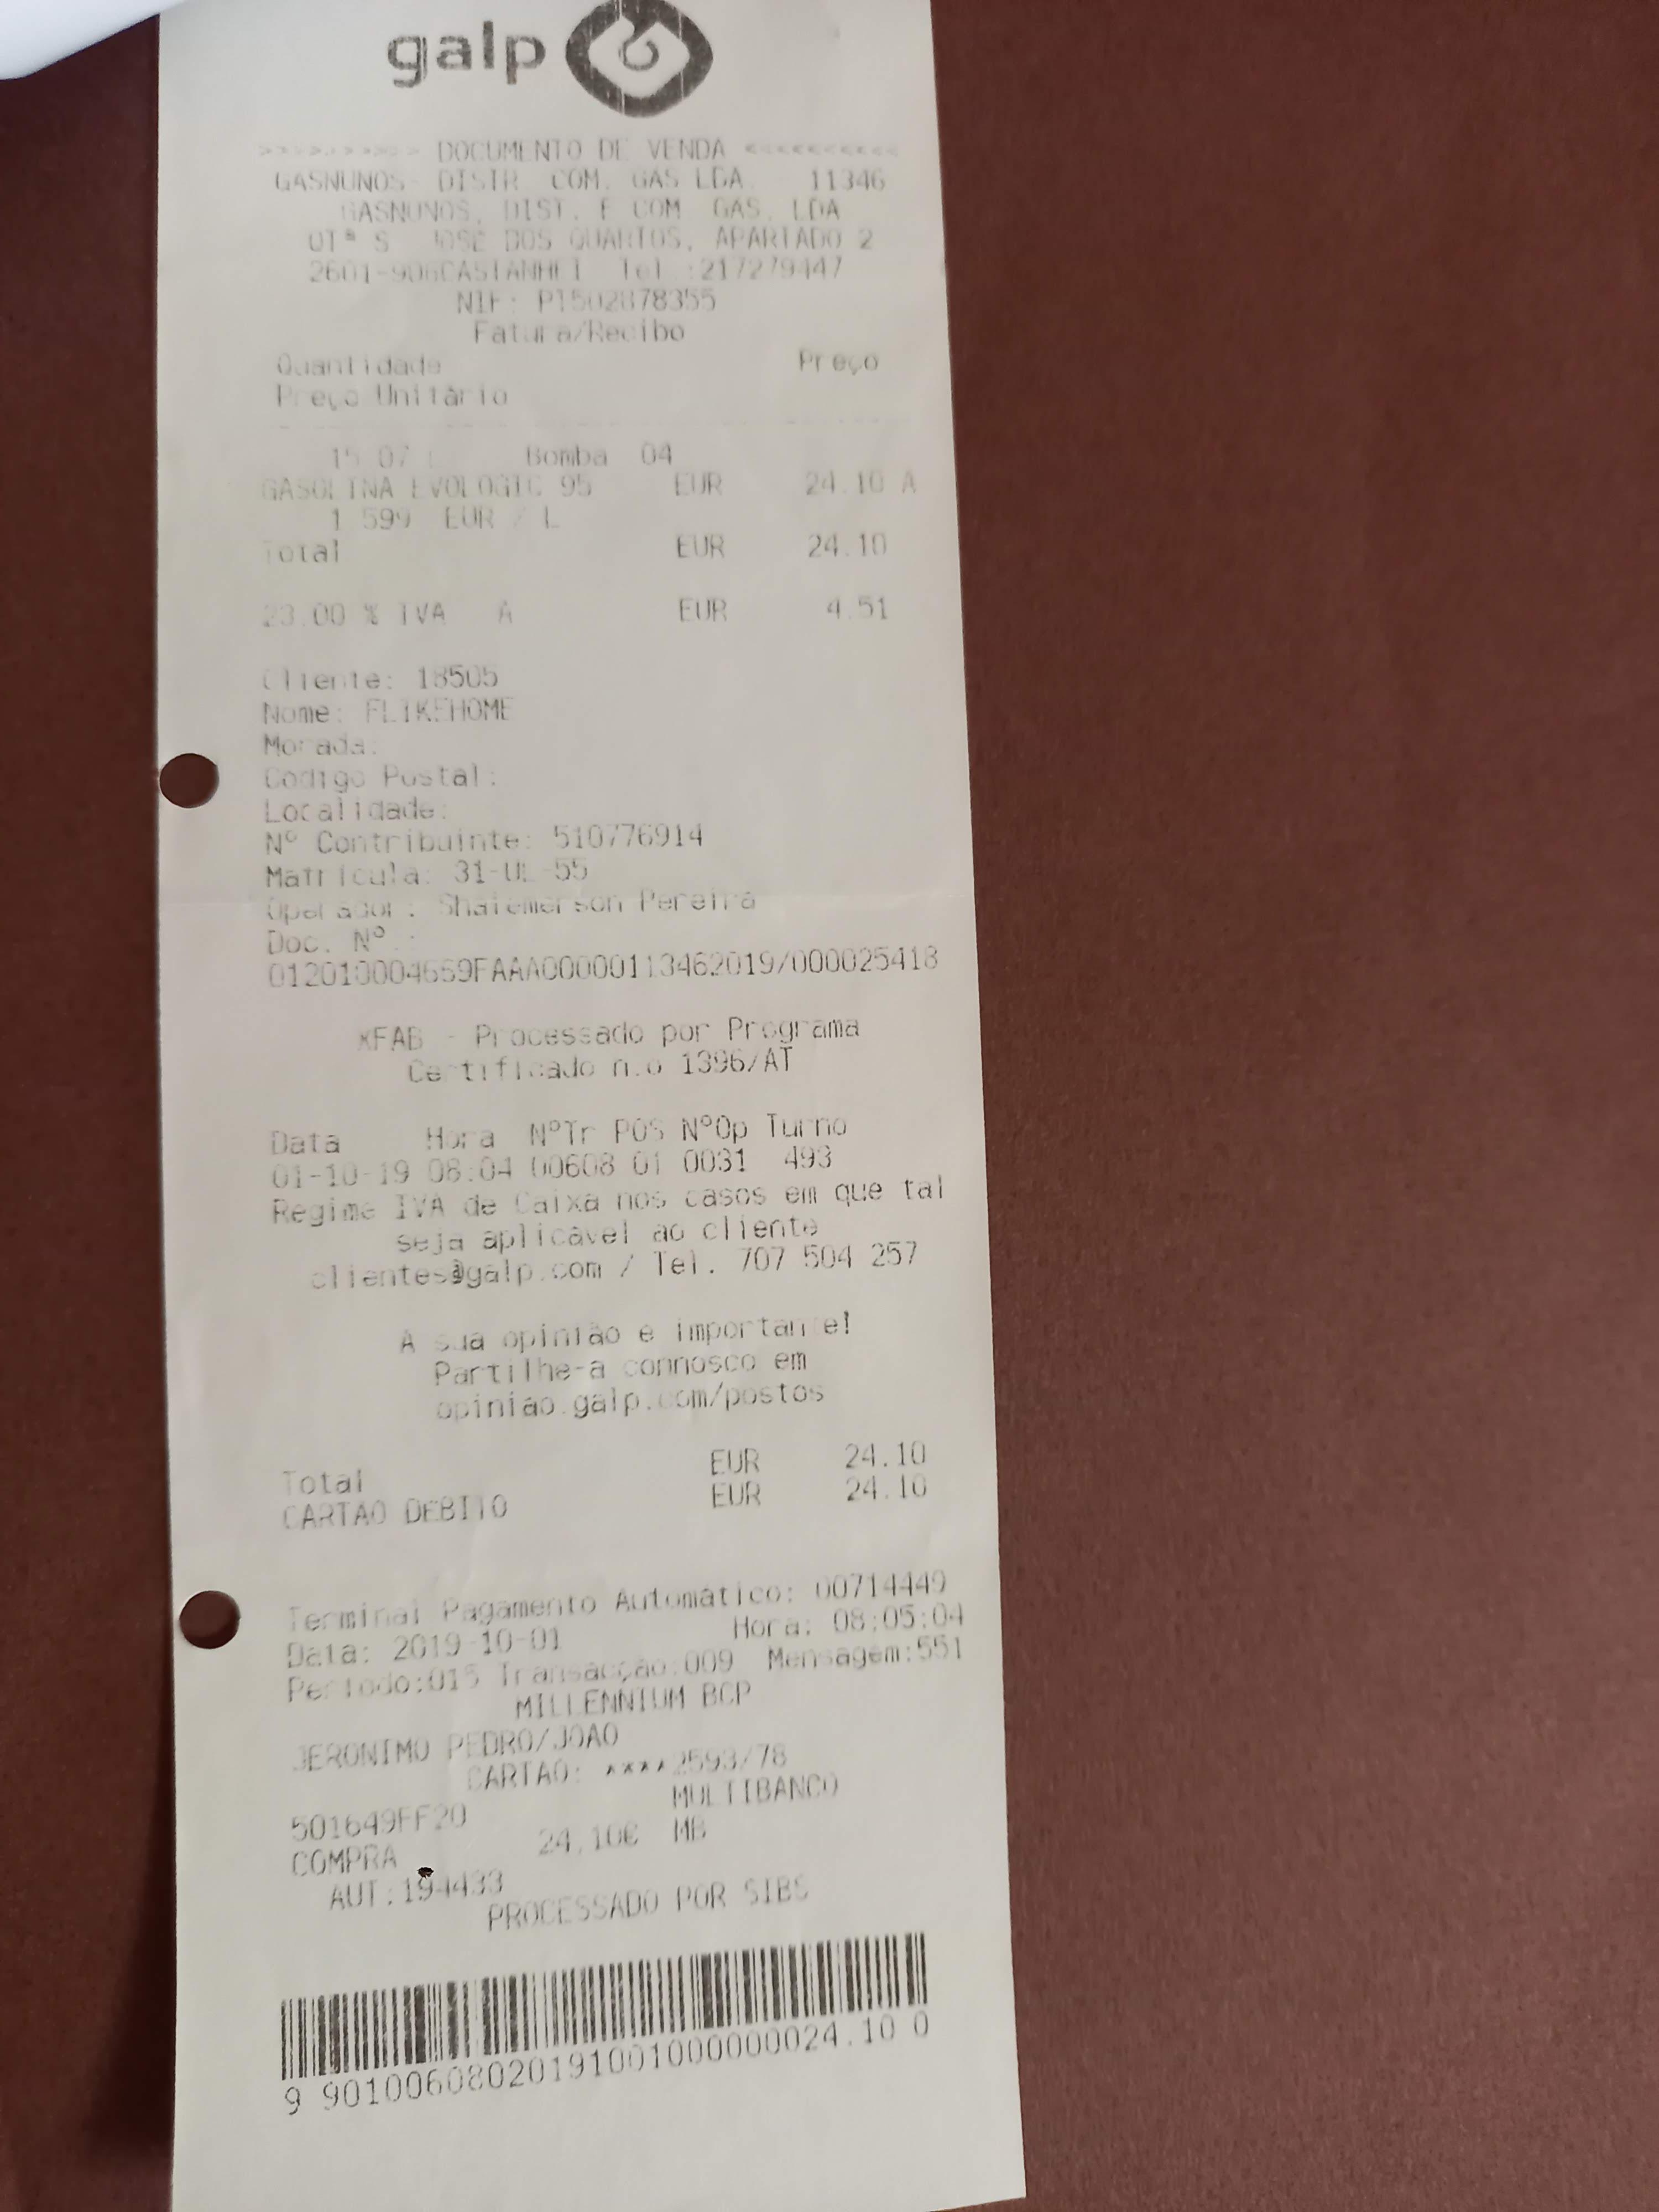 galp
>>>>>>>>>> DOCUMENTO DE VENDA <<<<<<<<<<
GASNUNOS- DISTR. COM. GAS LDA. 11346
GASNUNOS, DIST. E COM. GAS, LDA
QTª S. JOSE DOS QUARTOS, APARTADO 2
2601-906CASTANHEI Tel.:217279447
NIF: PT502878355
Fatura/Recibo
Quantidade Preço
Preço Unitário
15.07 L Bomba 04
GASOLINA EVOLOGIC 95 EUR 24.10 A
1.599 EUR / L
Total EUR 24.10
23.00 % IVA A EUR 4.51
Cliente: 18505
Nome: FLIKEHOME
Morada:
Código Postal:
Localidade:
Nº Contribuinte: 510776914
Matrícula: 31-UL-55
Operador: Pereira
Doc. Nº.:
012010004659FAAA00000113462019/000025418
xFAB - Processado por Programa
Certificado n.o 1396/AT
Data Hora NºTr POS NºOp Turno
01-10-19 08:04 00608 01 0031 493
Regime IVA de Caixa nos casos em que tal
seja aplicável ao cliente
clientes@galp.com / Tel. 707 504 257
A sua opinião é importante!
Partilhe-a connosco em
opiniao.galp.com/postos
Total EUR 24.10
CARTAO DEBITO EUR 24.10
Terminal Pagamento Automático: 00714449
Data: 2019-10-01 Hora: 08:05:04
Período:015 Transacção:009 Mensagem:551
MILLENNIUM BCP
JERONIMO PEDRO/JOAO
CARTAO: ****2593/78
501649FF20 MULTIBANCO
COMPRA 24,10€ MB
AUT:194433
PROCESSADO POR SIBS
9 90100608020191001000000024.10 0